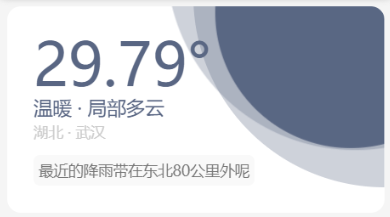 29.79°
温暖 · 局部多云
湖北 · 武汉
最近的降雨带在东北80公里外呢